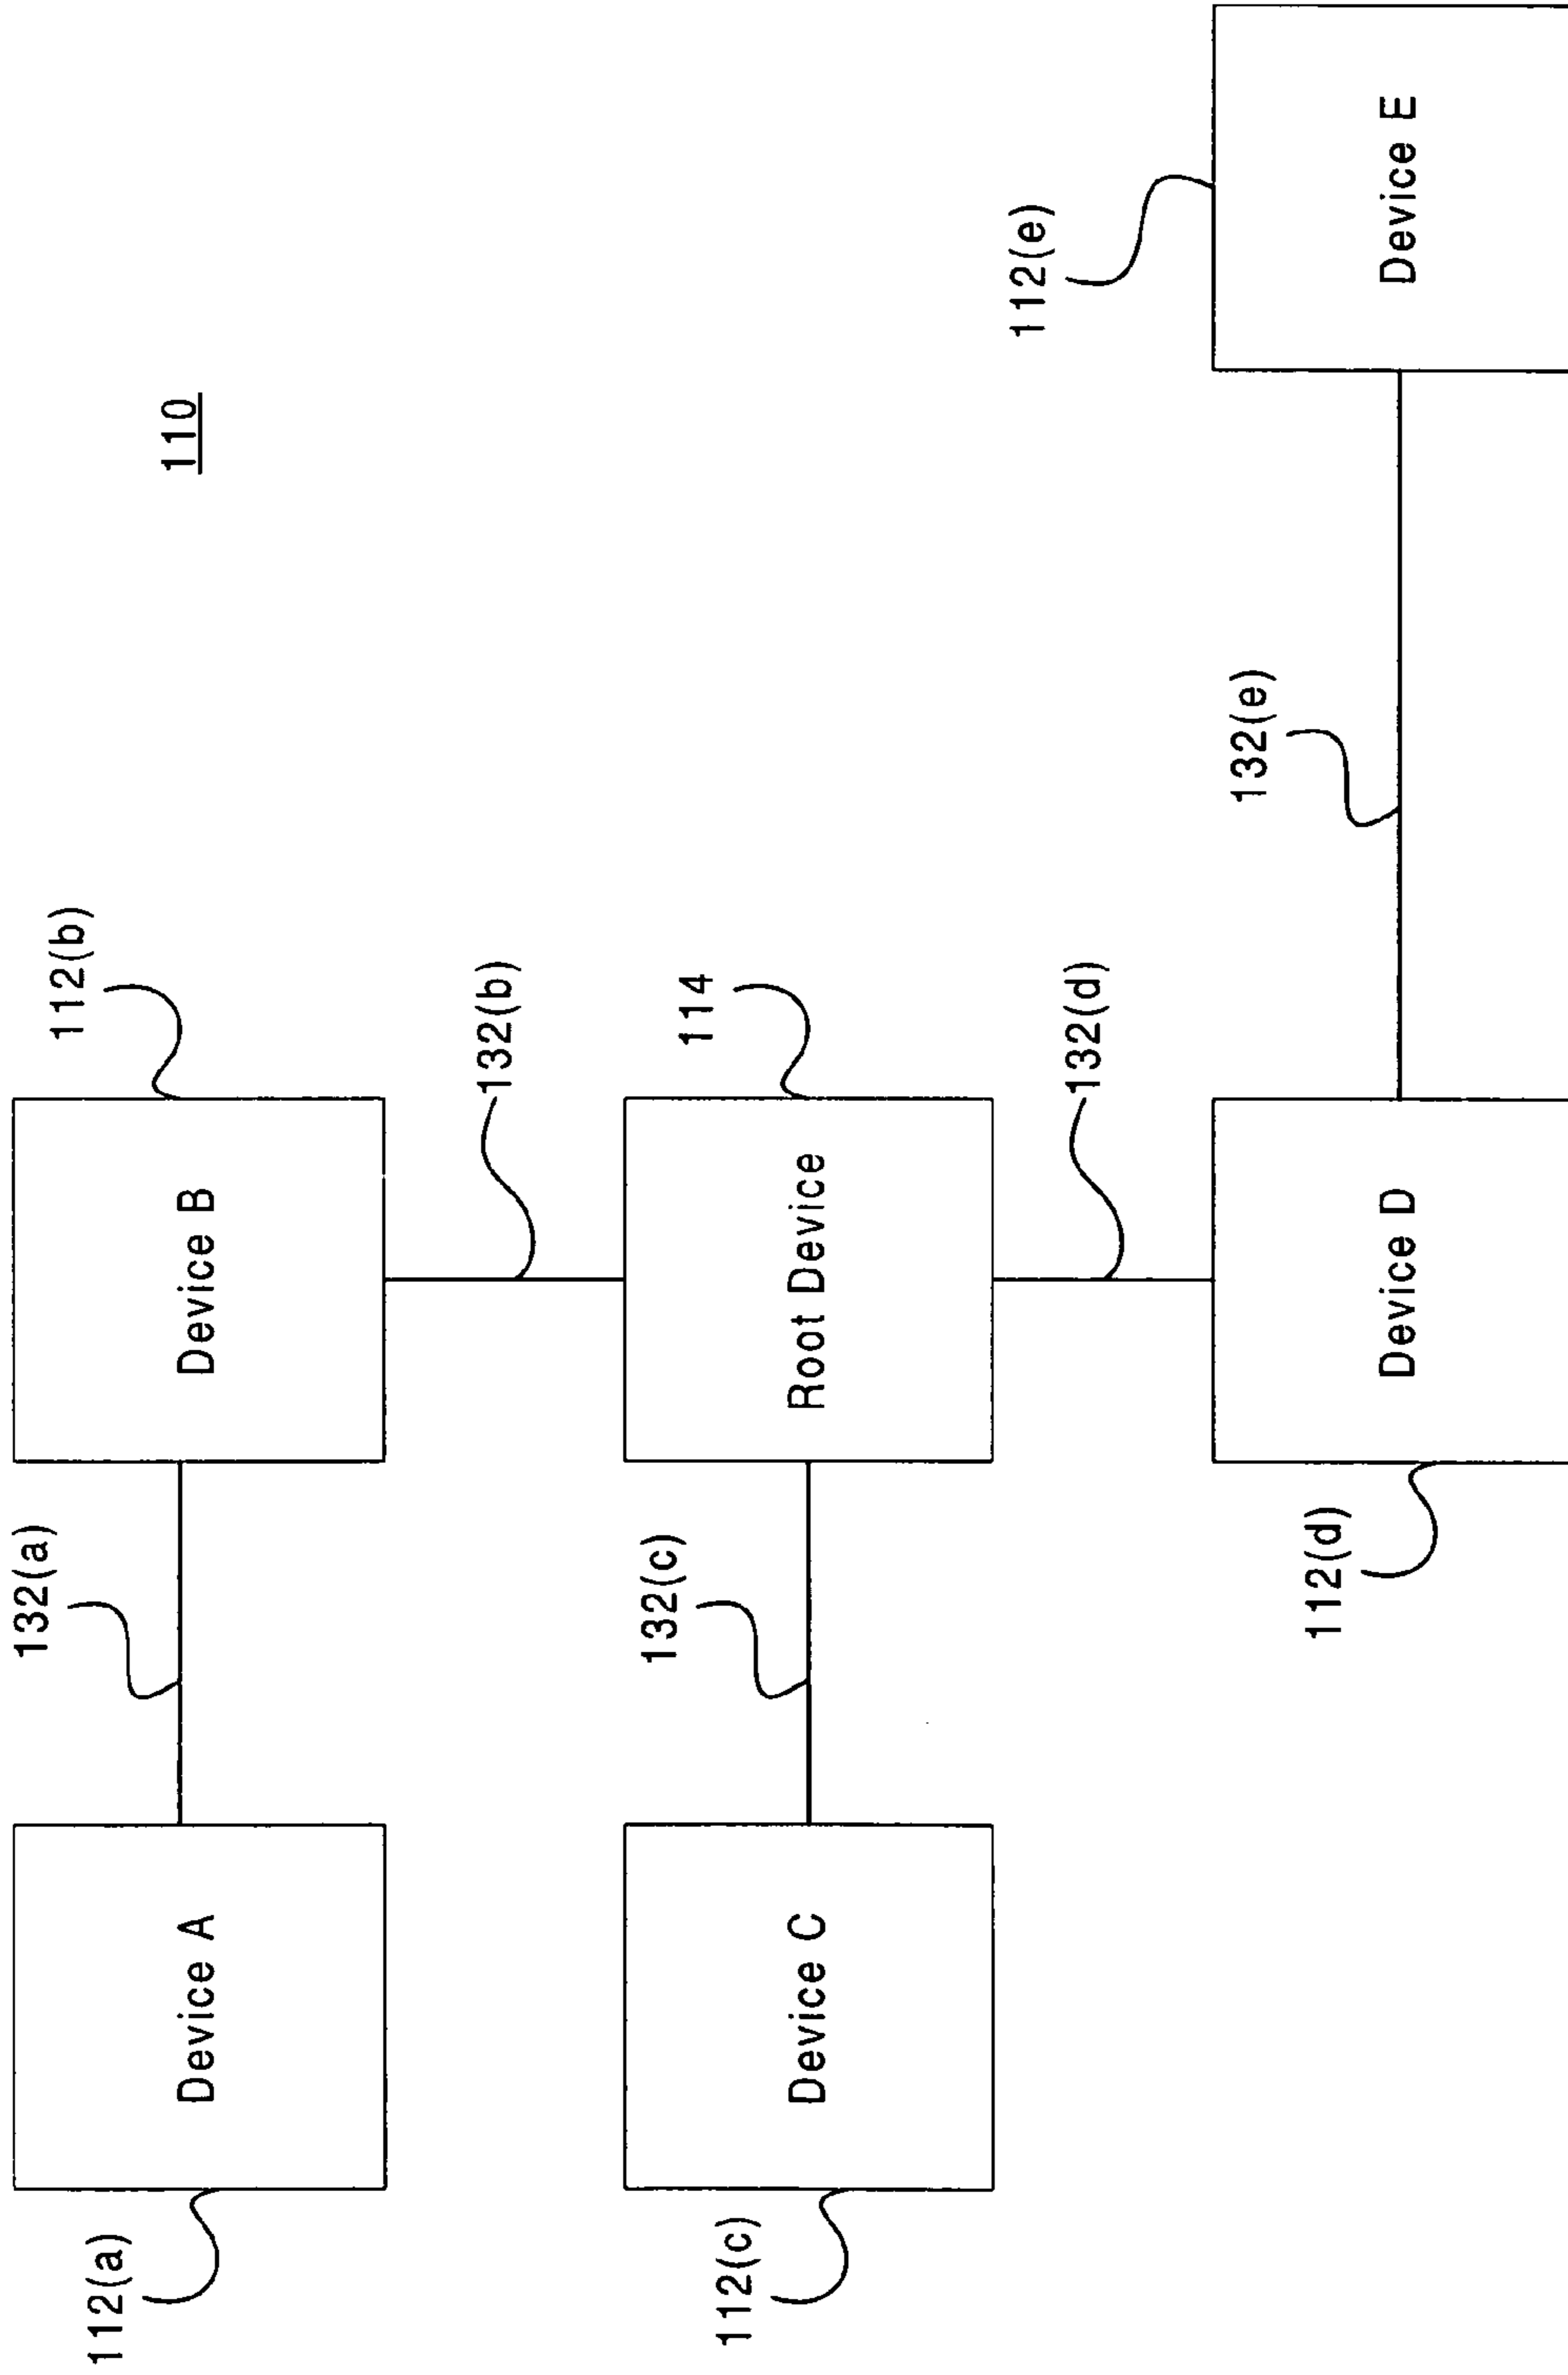 110
112(a)
Device A
132(a)
Device B
112(b)
132(b)
112(c)
Device C
132(c)
Root Device
114
132(d)
112(d)
Device D
132(e)
112(e)
Device E